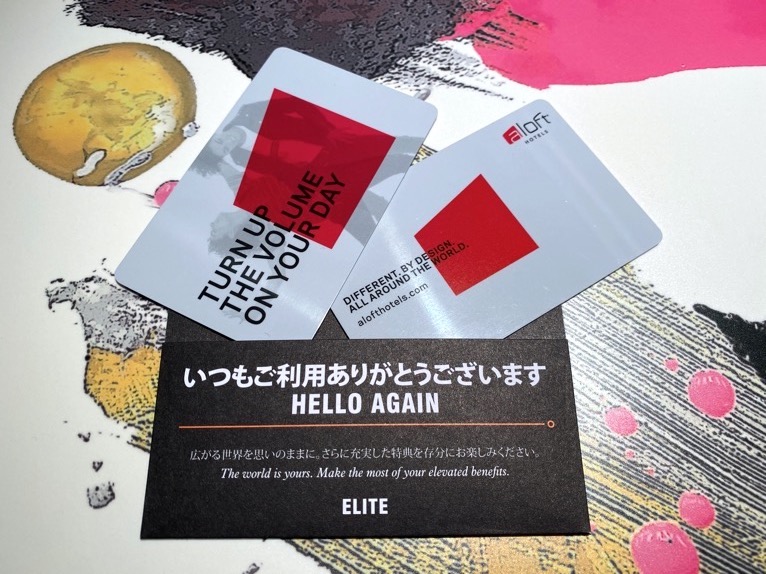 TURN UP
THE VOLUME
ON YOUR DAY
aloft
HOTELS
DIFFERENT. BY DESIGN.
ALL AROUND THE WORLD.
alofthotels.com
いつもご利用ありがとうございます
HELLO AGAIN
広がる世界を思いのままに。さらに充実した特典を存分にお楽しみください。
The world is yours. Make the most of your elevated benefits.
ELITE